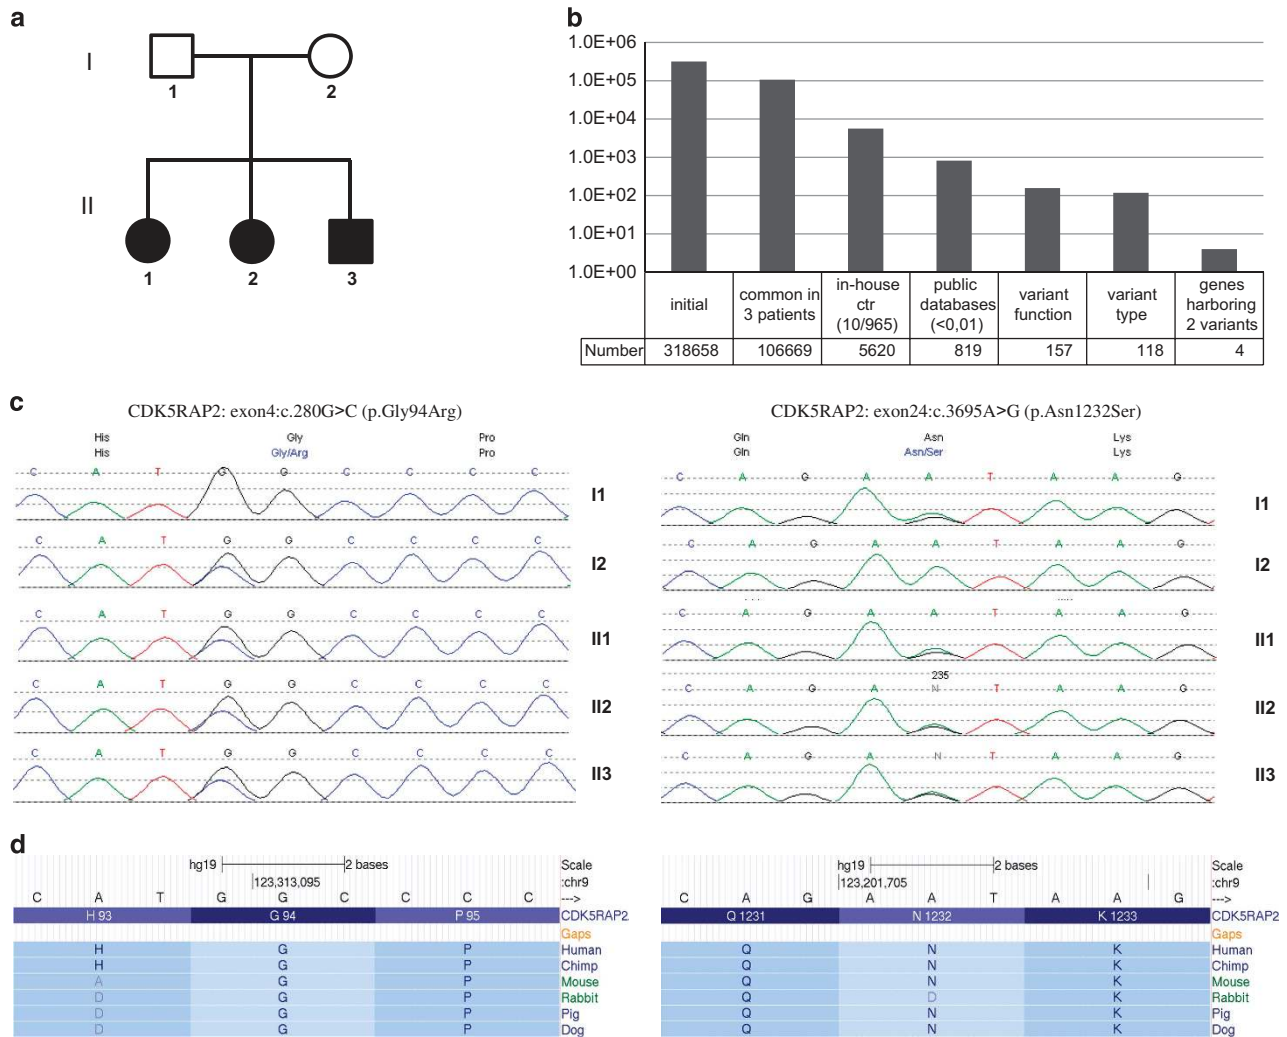 a
I
1
2
II
1
2
3
b
1.0E+06
1.0E+05
1.0E+04
1.0E+03
1.0E+02
1.0E+01
1.0E+00
initial
common in
3 patients
in-house
ctr
(10/965)
public
databases
(<0,01)
variant
function
variant
type
genes
harboring
2 variants
Number 318658 106669 5620 819 157 118 4
c
CDK5RAP2: exon4:c.280G>C (p.Gly94Arg)
His Gly Pro
His Gly/Arg Pro
C A T G G C C C C
I1
C A T G G C C C C
I2
C A T G G C C C C
II1
C A T G G C C C C
II2
C A T G G C C C C
II3
CDK5RAP2: exon24:c.3695A>G (p.Asn1232Ser)
Gln Asn Lys
Gln Asn/Ser Lys
C A G A A T A A G
I1
C A G A A T A A G
I2
C A G A A T A A G
II1
235
C A G A N T A A G
II2
C A G A N T A A G
II3
d
hg19 2 bases Scale
123,313,095 :chr9
C A T G G C C C C --->
H 93 G 94 P 95 CDK5RAP2
Gaps
H G P Human
H G P Chimp
A G P Mouse
D G P Rabbit
D G P Pig
D G P Dog
hg19 2 bases Scale
123,201,705 :chr9
C A G A A T A A G --->
Q 1231 N 1232 K 1233 CDK5RAP2
Gaps
Q N K Human
Q N K Chimp
Q N K Mouse
Q D K Rabbit
Q N K Pig
Q N K Dog